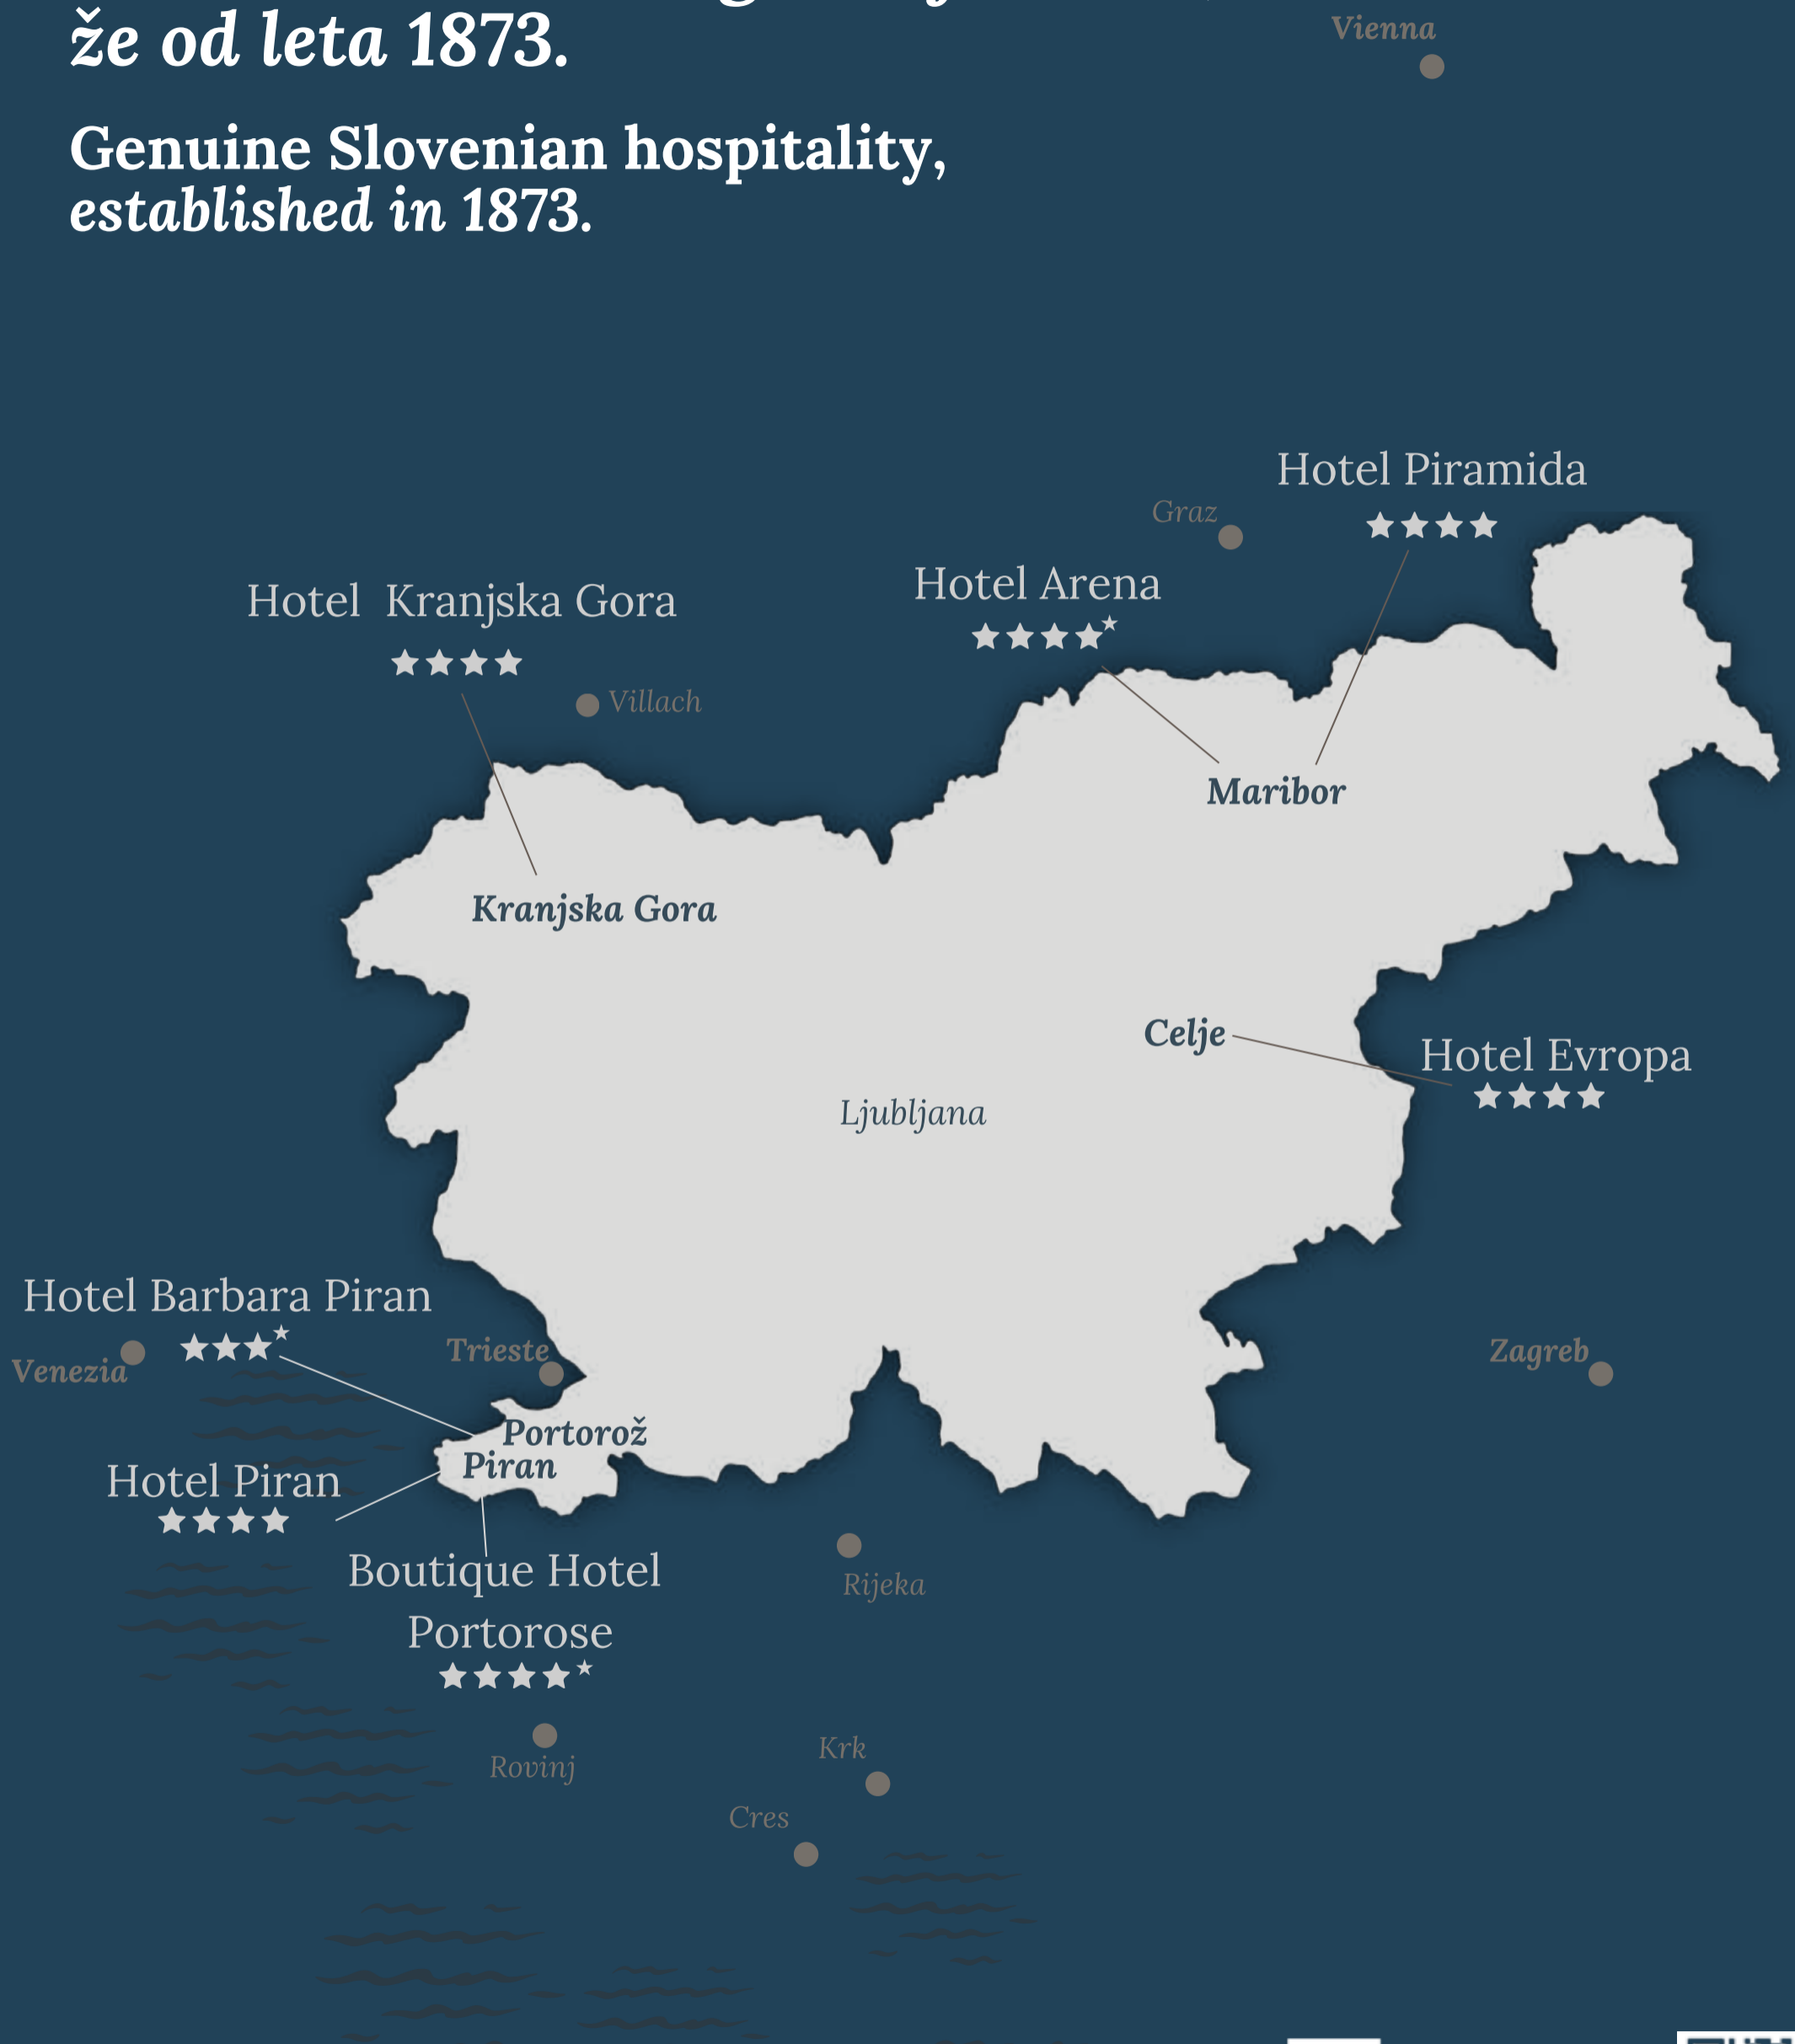 že od leta 1873.
Genuine Slovenian hospitality,
established in 1873.
Vienna
Hotel Piramida
Graz
Hotel Arena
Hotel Kranjska Gora
Villach
Maribor
Kranjska Gora
Celje
Hotel Evropa
Ljubljana
Hotel Barbara Piran
Venezia
Trieste
Zagreb
Portorož
Piran
Hotel Piran
Boutique Hotel
Portorose
Rijeka
Rovinj
Krk
Cres